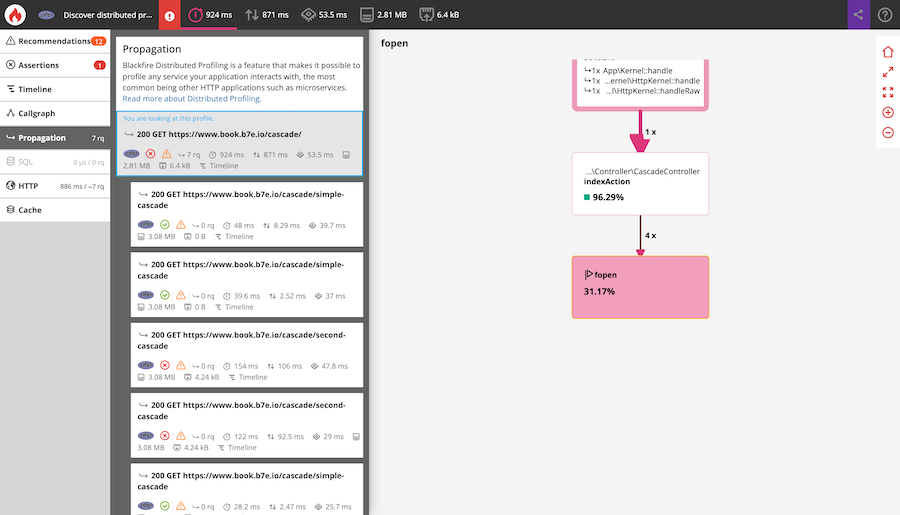 Discover distributed pr...
924 ms
871 ms
53.5 ms
2.81 MB
6.4 kB
Recommendations 12
Assertions 1
Timeline
Callgraph
Propagation 7 rq
SQL 0 µs / 0 rq
HTTP 886 ms / ~7 rq
Cache
Propagation
Blackfire Distributed Profiling is a feature that makes it possible to
profile any service your application interacts with, the most
common being other HTTP applications such as microservices.
Read more about Distributed Profiling.
You are looking at this profile.
200 GET https://www.book.b7e.io/cascade/
php 7 rq 924 ms 871 ms 53.5 ms
2.81 MB 6.4 kB Timeline
200 GET https://www.book.b7e.io/cascade/simple-
cascade
php 0 rq 48 ms 8.29 ms 39.7 ms
3.08 MB 0 B Timeline
200 GET https://www.book.b7e.io/cascade/simple-
cascade
php 0 rq 39.6 ms 2.52 ms 37 ms
3.08 MB 0 B Timeline
200 GET https://www.book.b7e.io/cascade/second-
cascade
php 0 rq 154 ms 106 ms 47.8 ms
3.08 MB 4.24 kB Timeline
200 GET https://www.book.b7e.io/cascade/second-
cascade
php 0 rq 122 ms 92.5 ms 29 ms
3.08 MB 4.24 kB Timeline
200 GET https://www.book.b7e.io/cascade/simple-
cascade
php 0 rq 28.2 ms 2.47 ms 25.7 ms
fopen
↪1x App\Kernel::handle
↪1x ...ernel\HttpKernel::handle
↪1x ...l\HttpKernel::handleRaw
1 x
...\Controller\CascadeController
indexAction
96.29%
4 x
fopen
31.17%